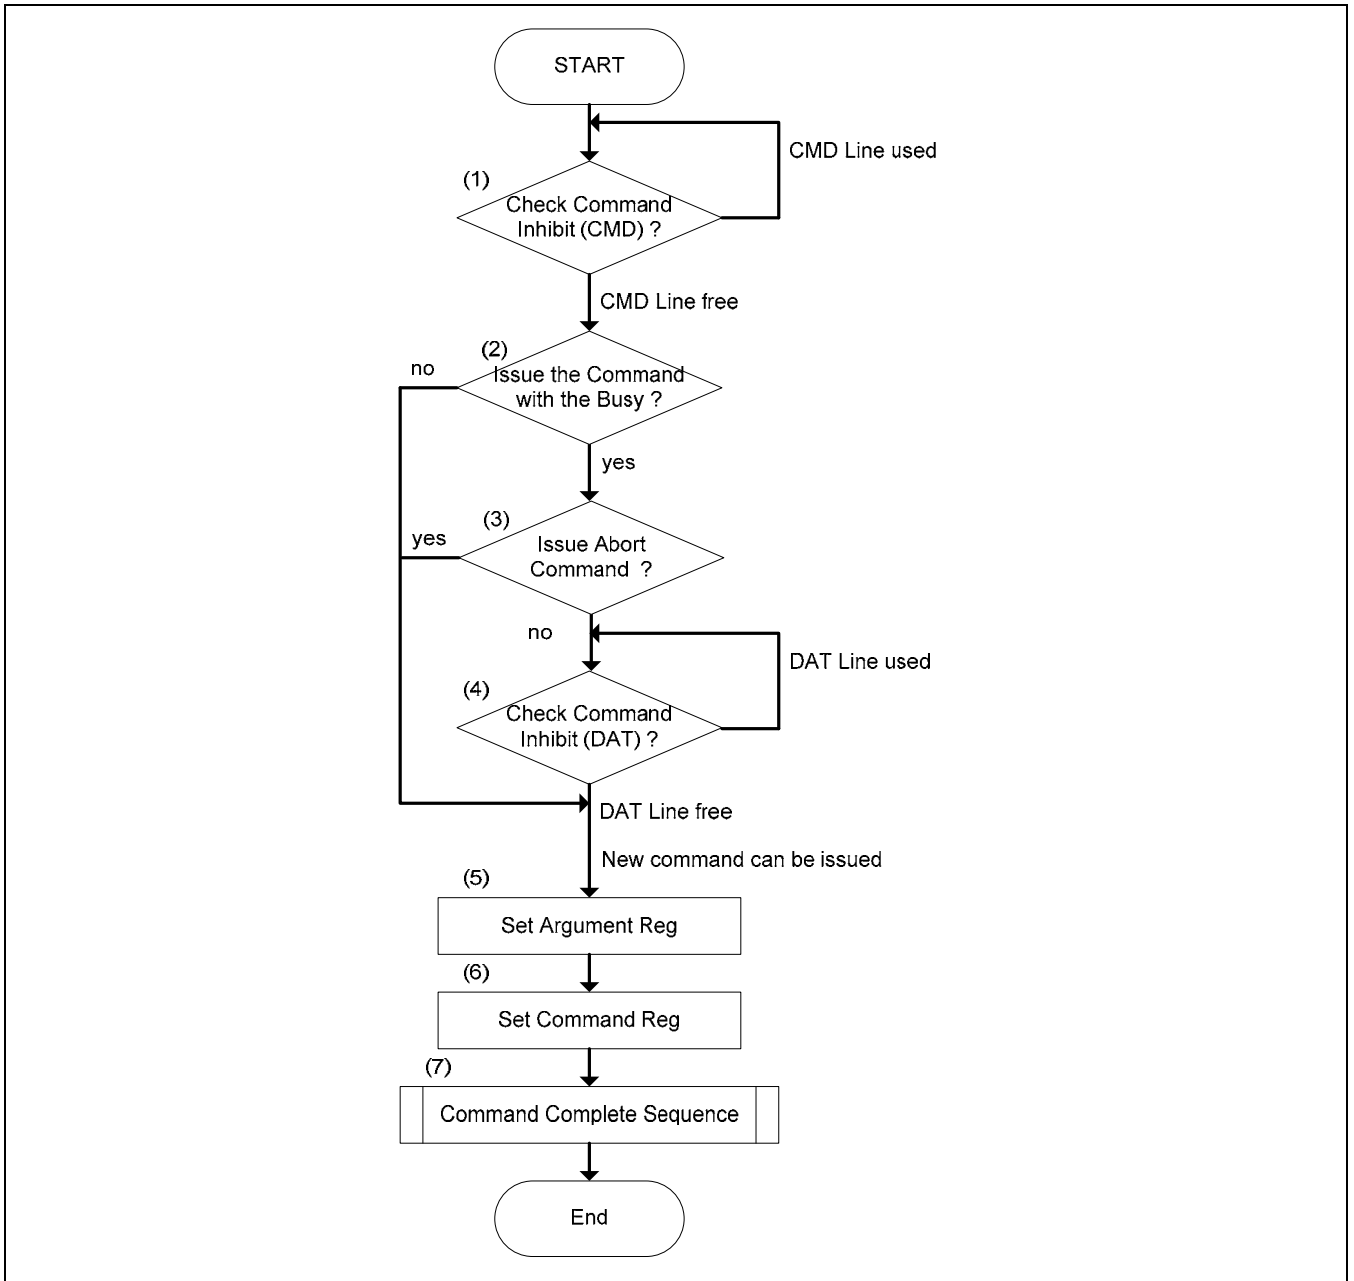 START
CMD Line used
(1)
Check Command
Inhibit (CMD) ?
CMD Line free
(2)
no
Issue the Command
with the Busy ?
yes
(3)
yes
Issue Abort
Command ?
no
DAT Line used
(4)
Check Command
Inhibit (DAT) ?
DAT Line free
New command can be issued
(5)
Set Argument Reg
(6)
Set Command Reg
(7)
Command Complete Sequence
End